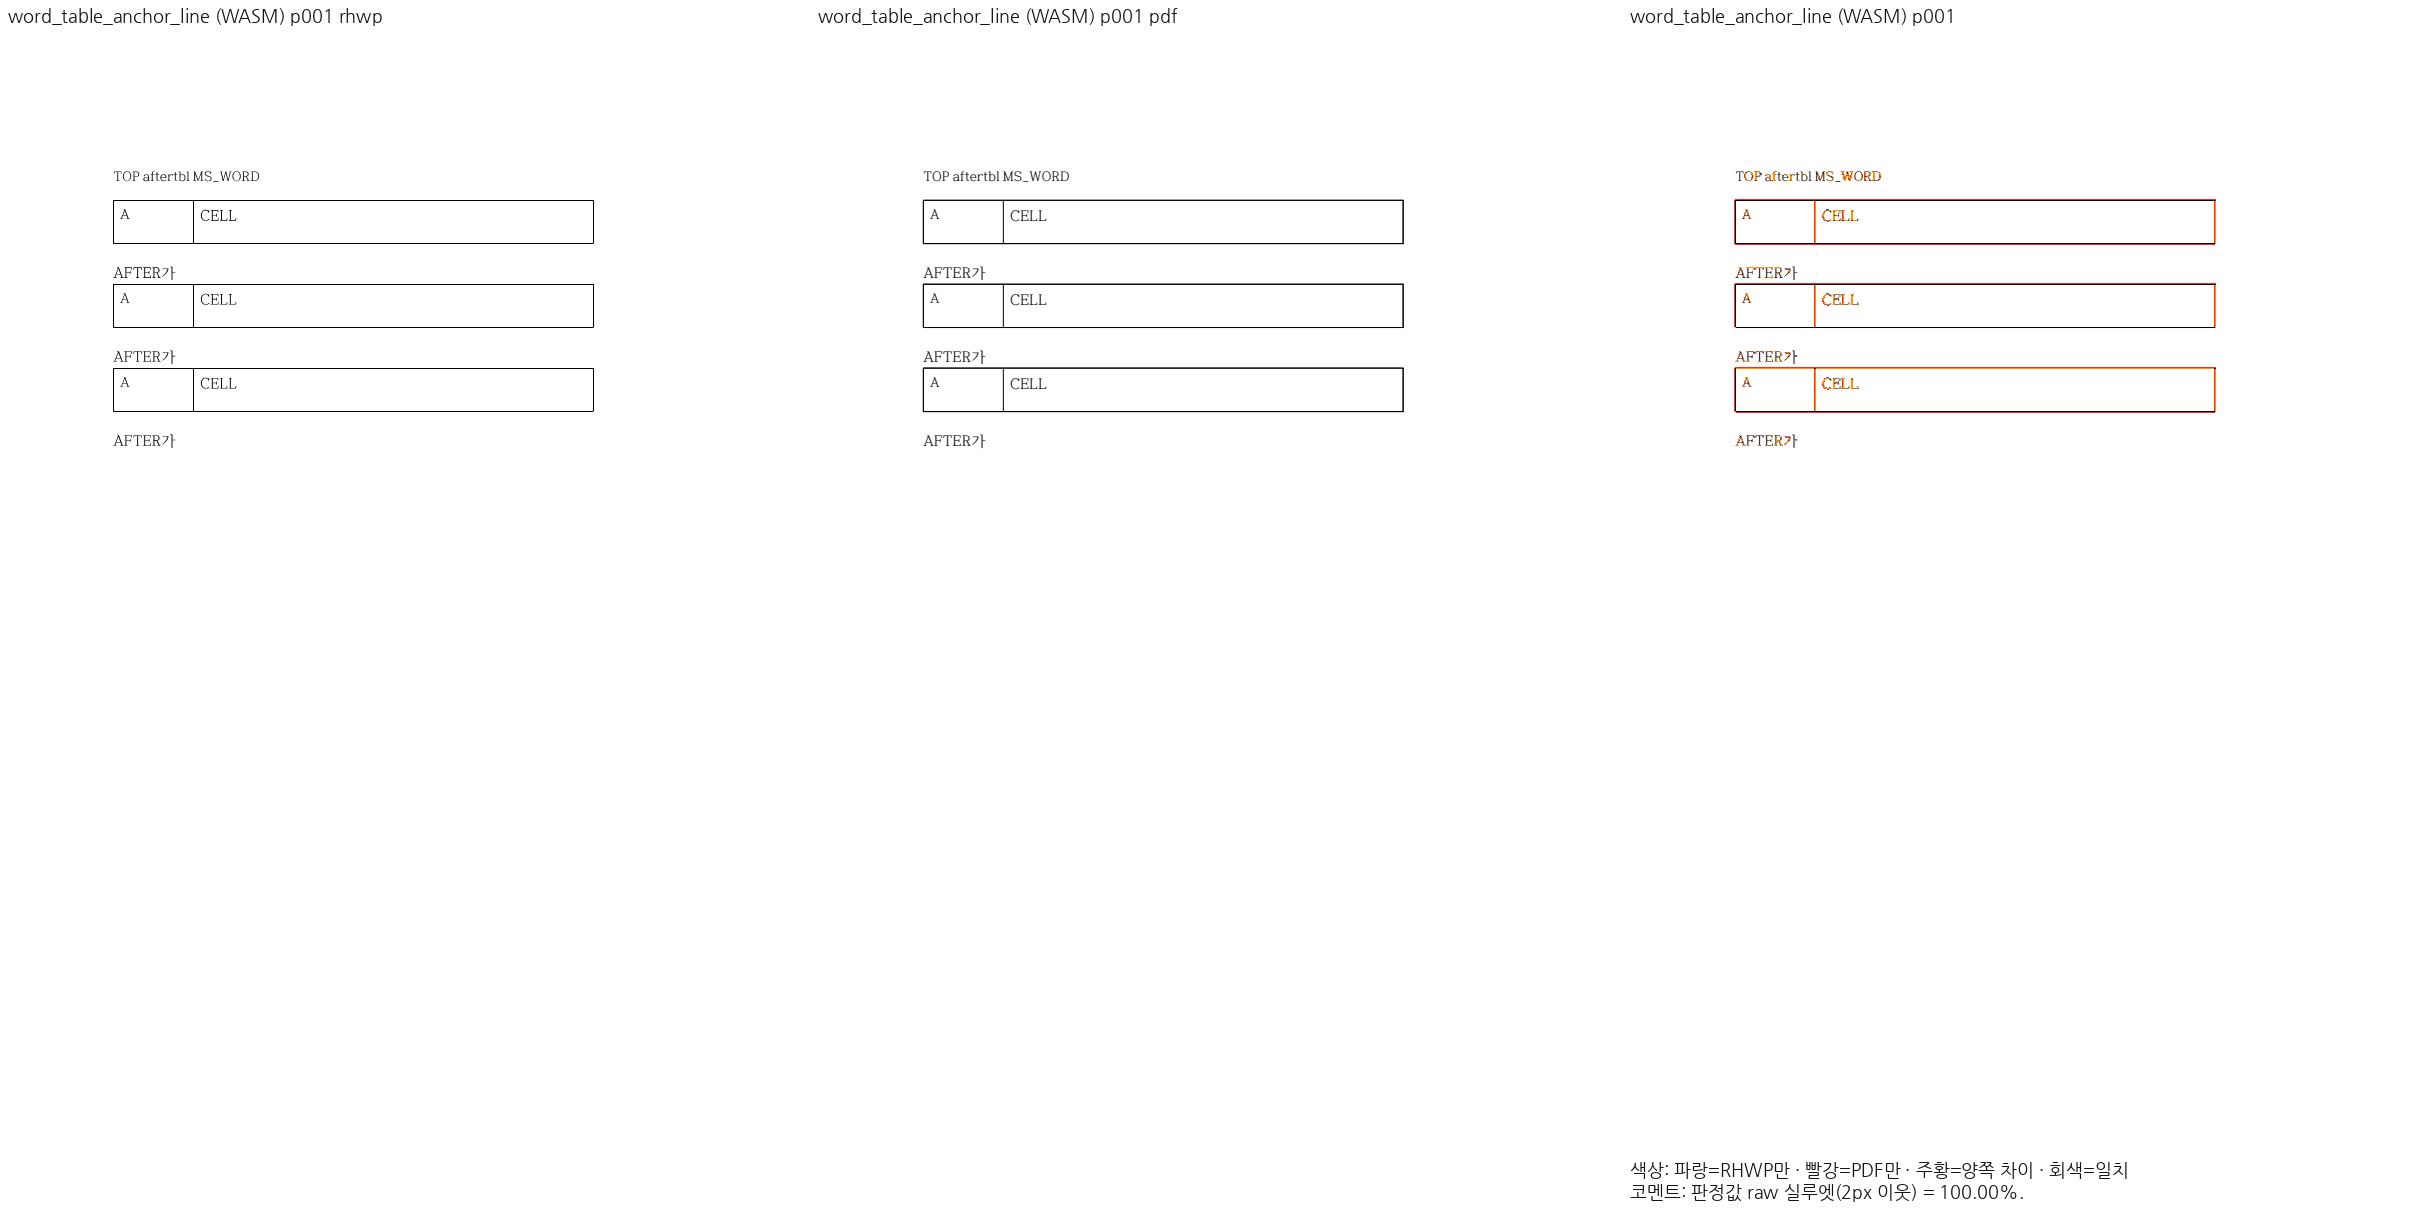 word_table_anchor_line (WASM) p001 rhwp
TOP aftertbl MS_WORD
A CELL
AFTER가
A CELL
AFTER가
A CELL
AFTER가
word_table_anchor_line (WASM) p001 pdf
TOP aftertbl MS_WORD
A CELL
AFTER가
A CELL
AFTER가
A CELL
AFTER가
word_table_anchor_line (WASM) p001
TOP aftertbl MS_WORD
A CELL
AFTER가
A CELL
AFTER가
A CELL
AFTER가
색상: 파랑=RHWP만 · 빨강=PDF만 · 주황=양쪽 차이 · 회색=일치
코멘트: 판정값 raw 실루엣(2px 이웃) = 100.00%.